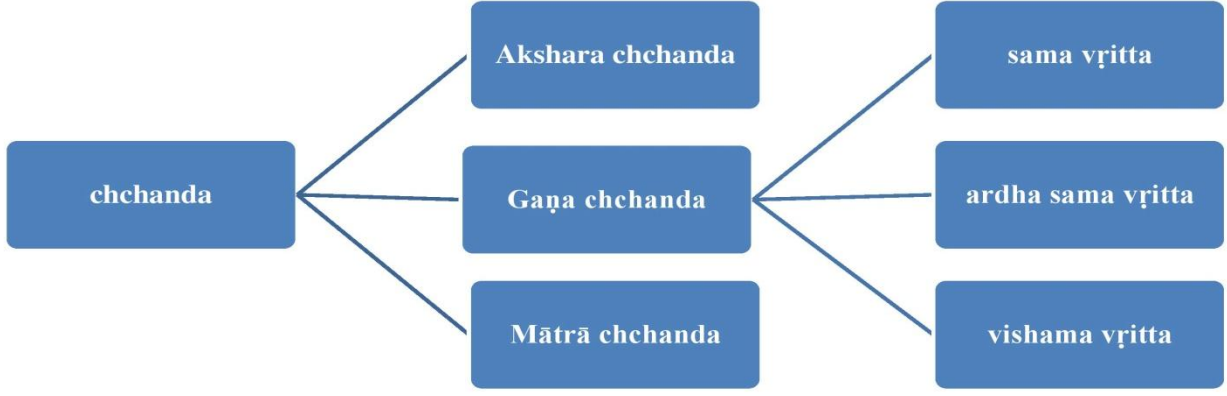 Akshara chchanda
sama vṛitta
chchanda
Gaṇa chchanda
ardha sama vṛitta
Mātrā chchanda
vishama vṛitta